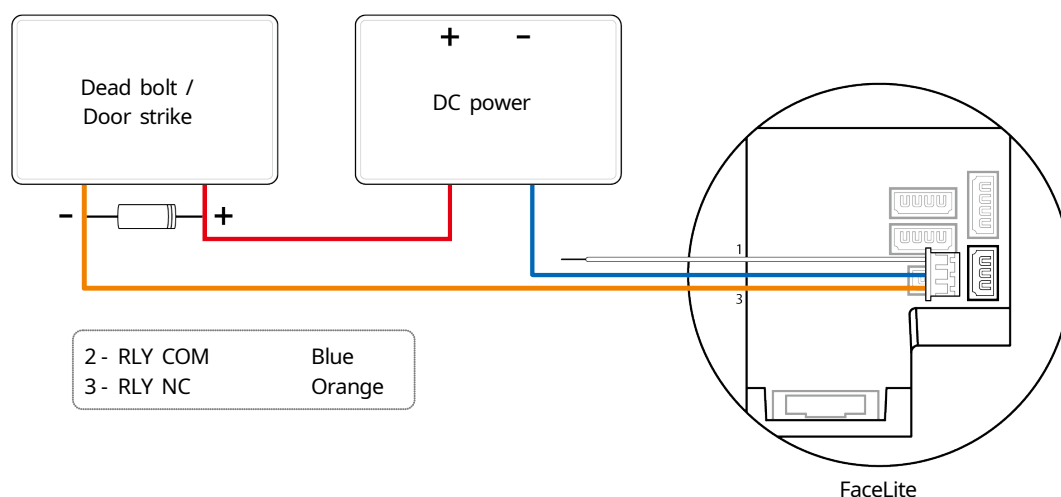 Dead bolt /
Door strike
+ -
DC power
- +
1
3
2 - RLY COM Blue
3 - RLY NC Orange
FaceLite